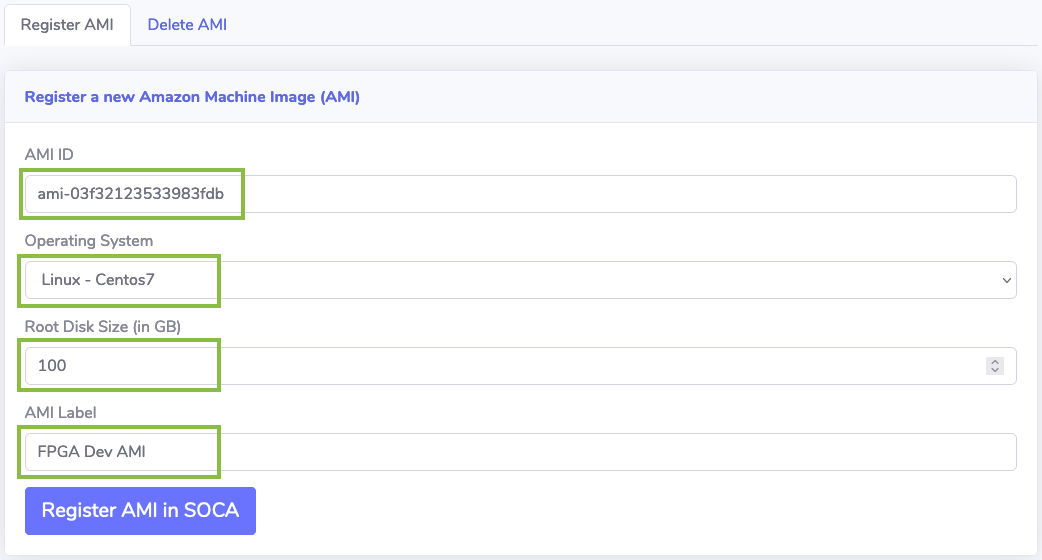 Register AMI
Delete AMI
Register a new Amazon Machine Image (AMI)
AMI ID
ami-03f32123533983fdb
Operating System
Linux - Centos7
Root Disk Size (in GB)
100
AMI Label
FPGA Dev AMI
Register AMI in SOCA